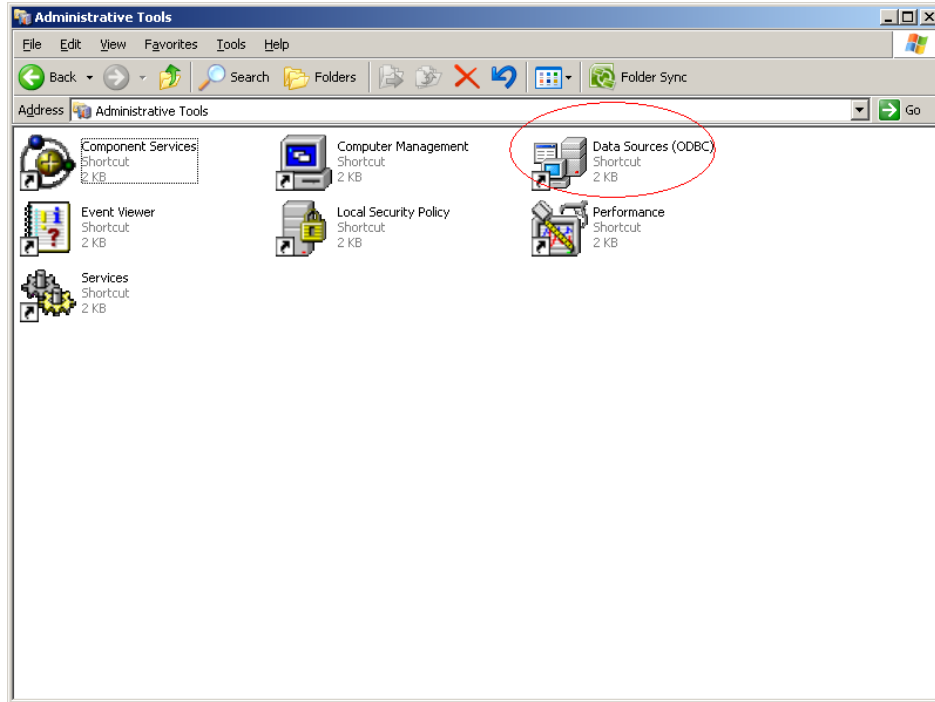 Administrative Tools
File Edit View Favorites Tools Help
Back Search Folders Folder Sync
Address Administrative Tools Go
Component Services
Shortcut
2 KB
Computer Management
Shortcut
2 KB
Data Sources (ODBC)
Shortcut
2 KB
Event Viewer
Shortcut
2 KB
Local Security Policy
Shortcut
2 KB
Performance
Shortcut
2 KB
Services
Shortcut
2 KB